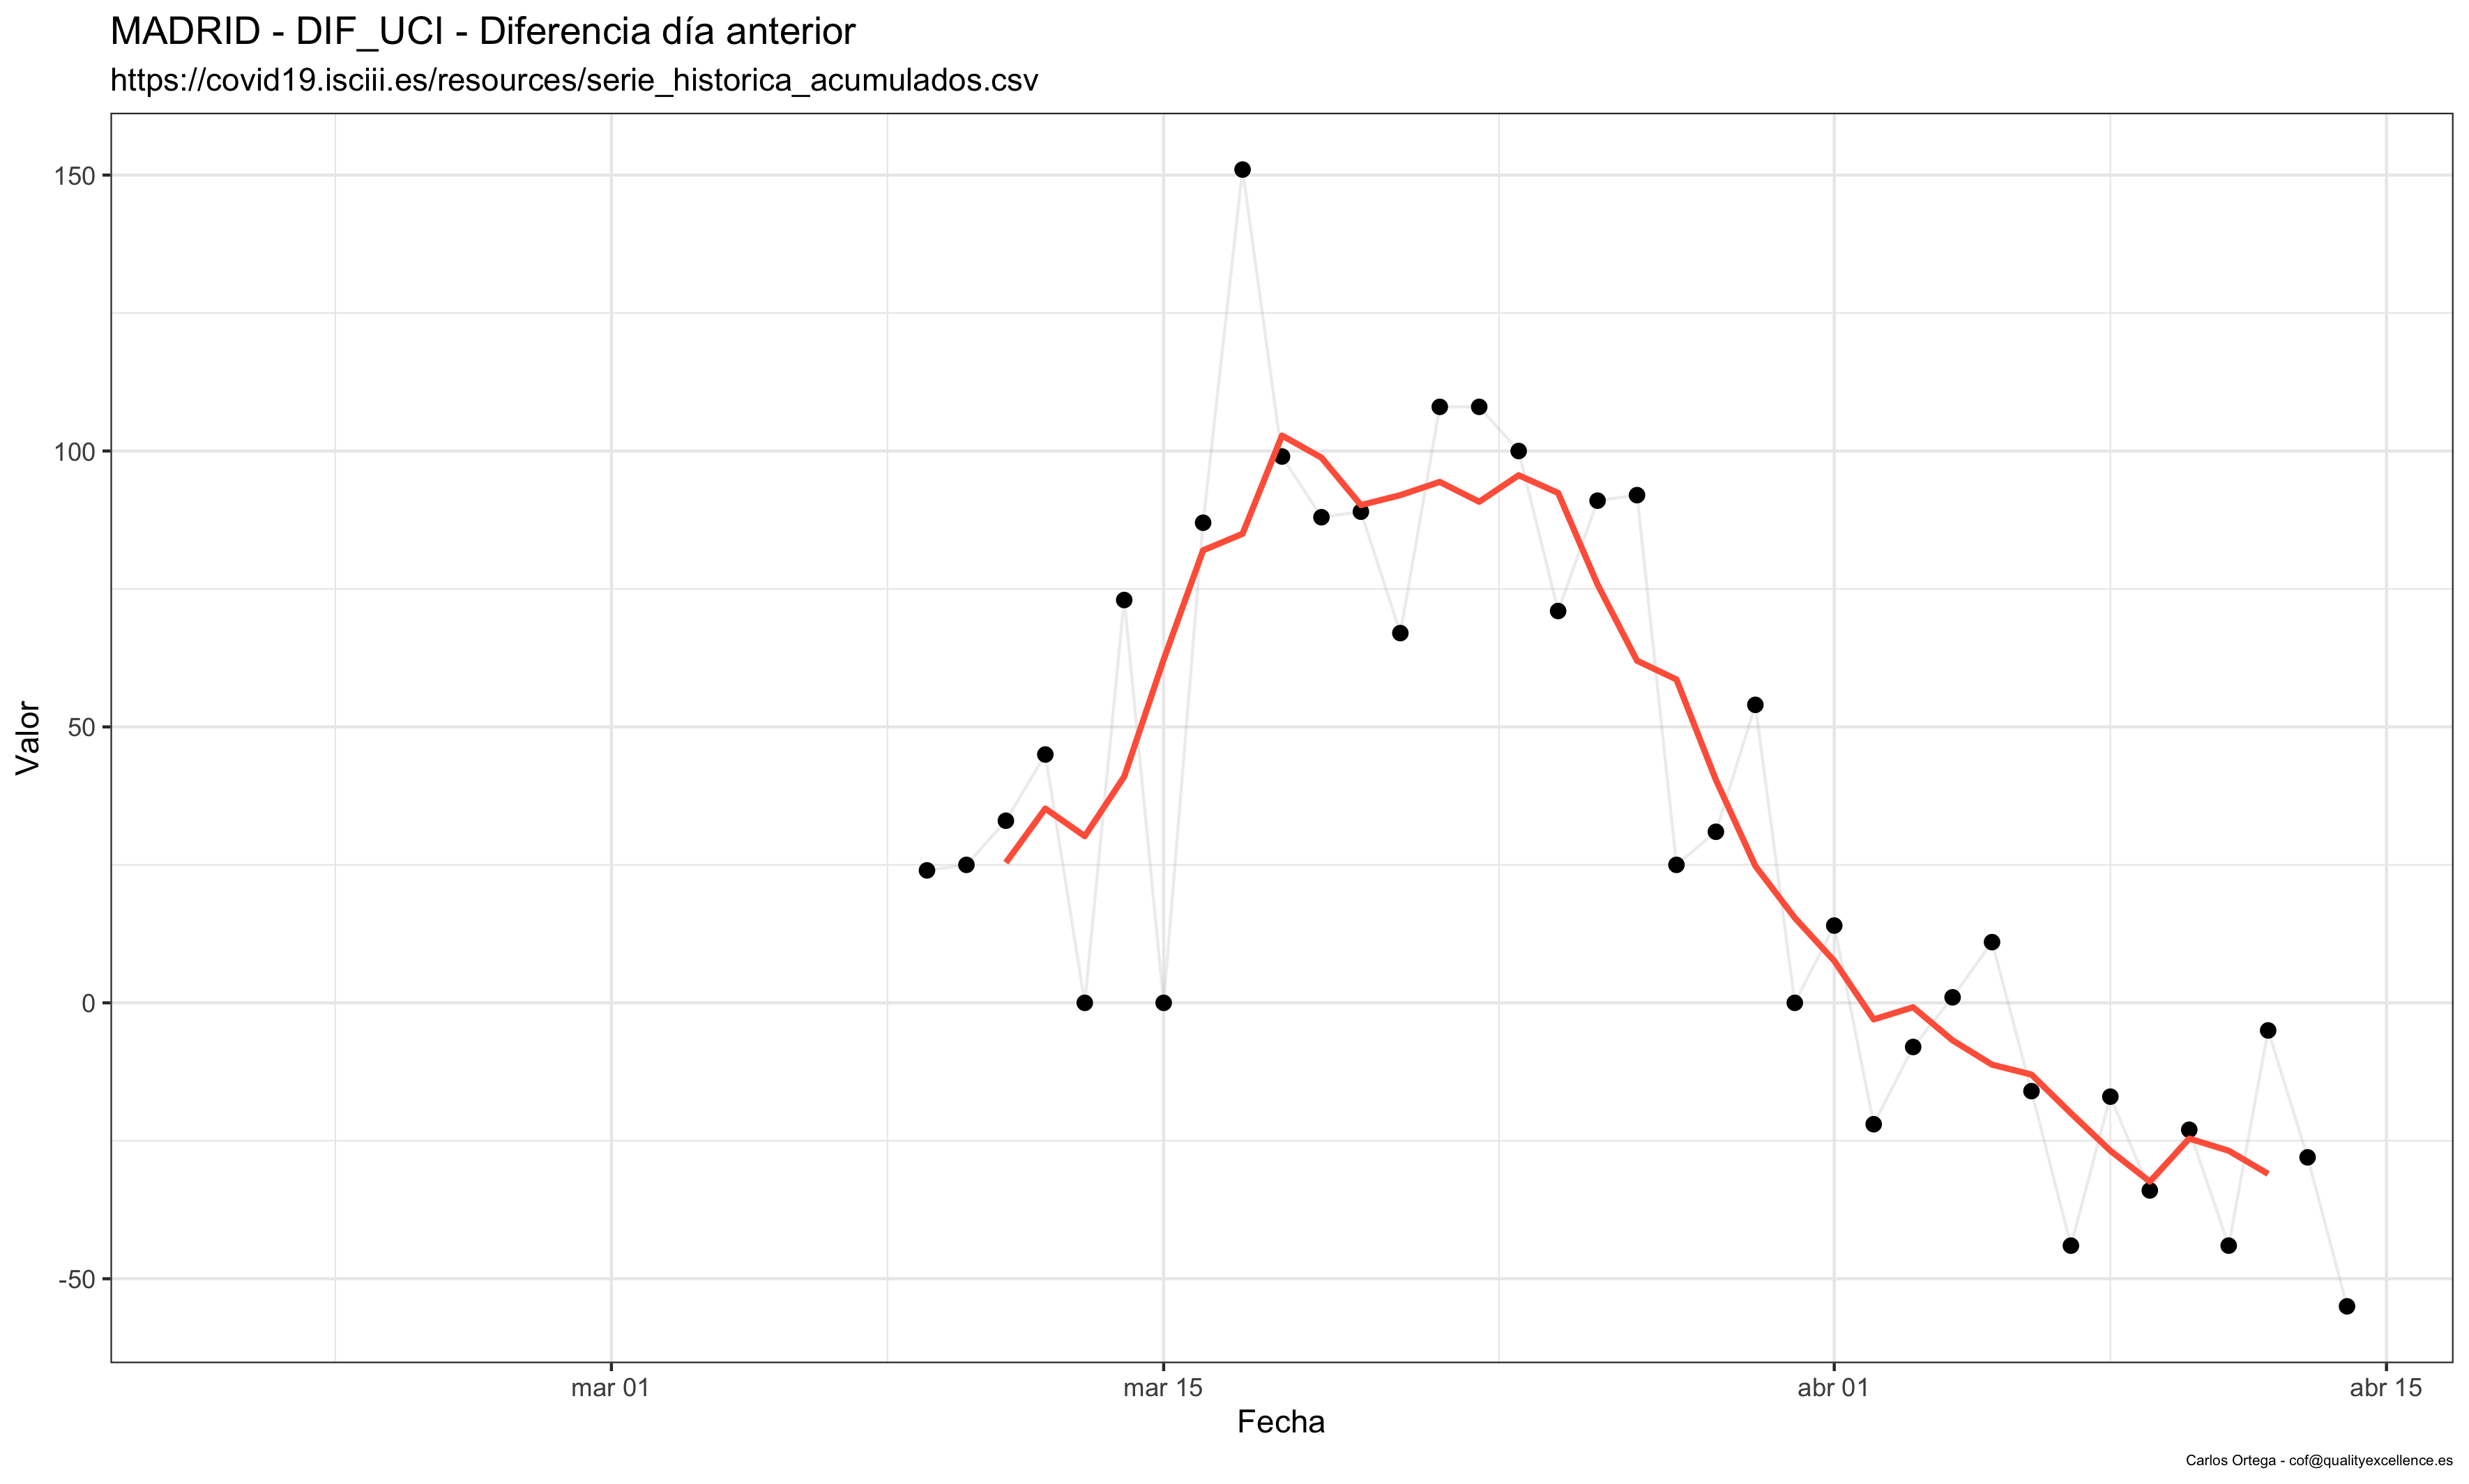 MADRID - DIF_UCI - Diferencia día anterior
https://covid19.isciii.es/resources/serie_historica_acumulados.csv
150
100
50
0
-50
Valor
mar 01
mar 15
abr 01
abr 15
Fecha
Carlos Ortega - cof@qualityexcellence.es